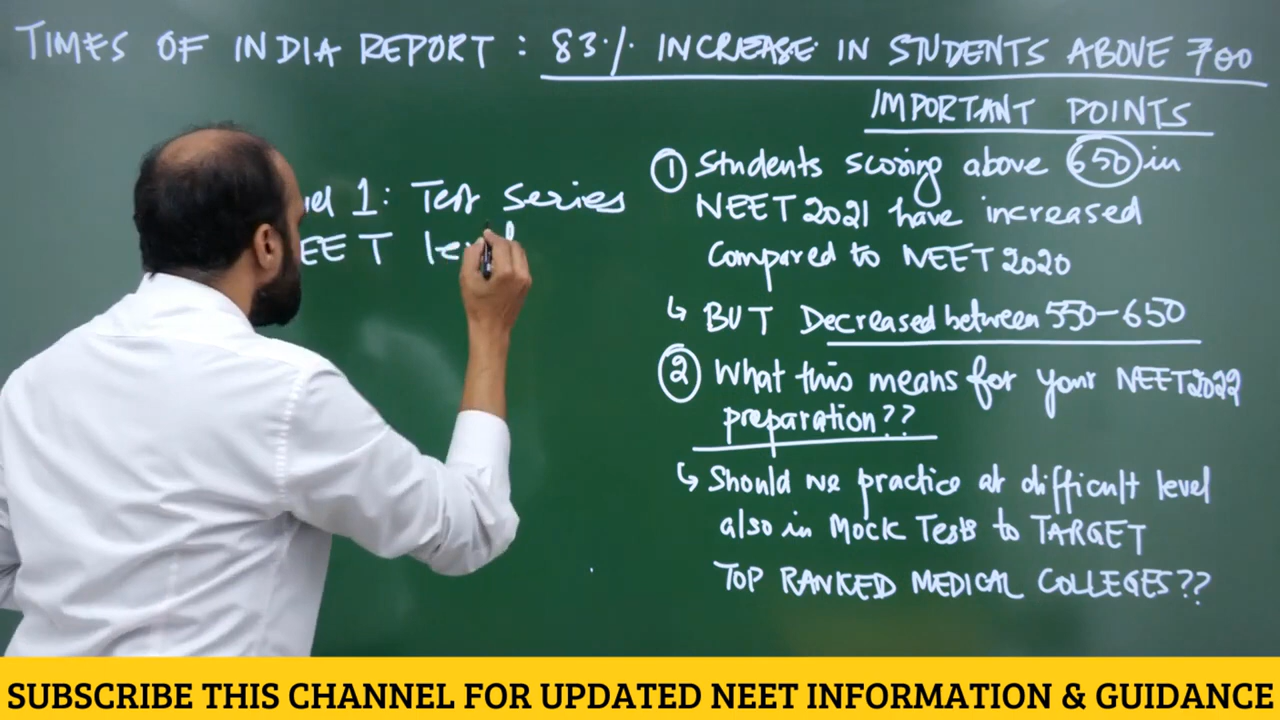 TIMES OF INDIA REPORT : 83% INCREASE IN STUDENTS ABOVE 700
IMPORTANT POINTS
1 Students scoring above 650 in
NEET 2021 have increased
Compared to NEET 2020
↳ BUT Decreased between 550-650
2 What this means for your NEET 2022
preparation??
↳ Should we practice at difficult level
also in Mock Tests to TARGET
TOP RANKED MEDICAL COLLEGES??
1: Test Series
EET
SUBSCRIBE THIS CHANNEL FOR UPDATED NEET INFORMATION & GUIDANCE